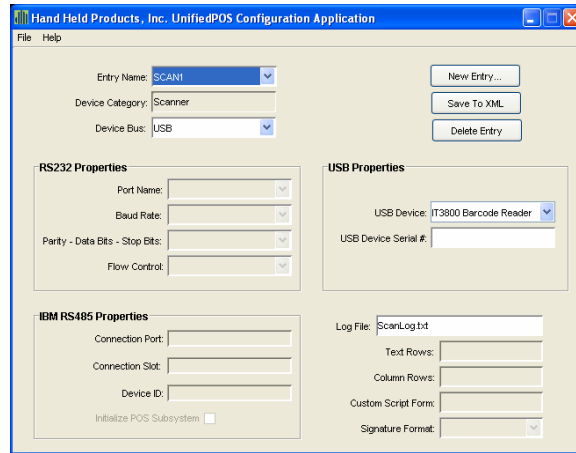 Hand Held Products, Inc. UnifiedPOS Configuration Application
File Help
Entry Name: SCAN1
New Entry...
Device Category: Scanner
Save To XML
Device Bus: USB
Delete Entry
RS232 Properties
Port Name:
Baud Rate:
Parity - Data Bits - Stop Bits:
Flow Control:
USB Properties
USB Device: IT3800 Barcode Reader
USB Device Serial #:
IBM RS485 Properties
Connection Port:
Connection Slot:
Device ID:
Initialize POS Subsystem
Log File: ScanLog.txt
Text Rows:
Column Rows:
Custom Script Form:
Signature Format: